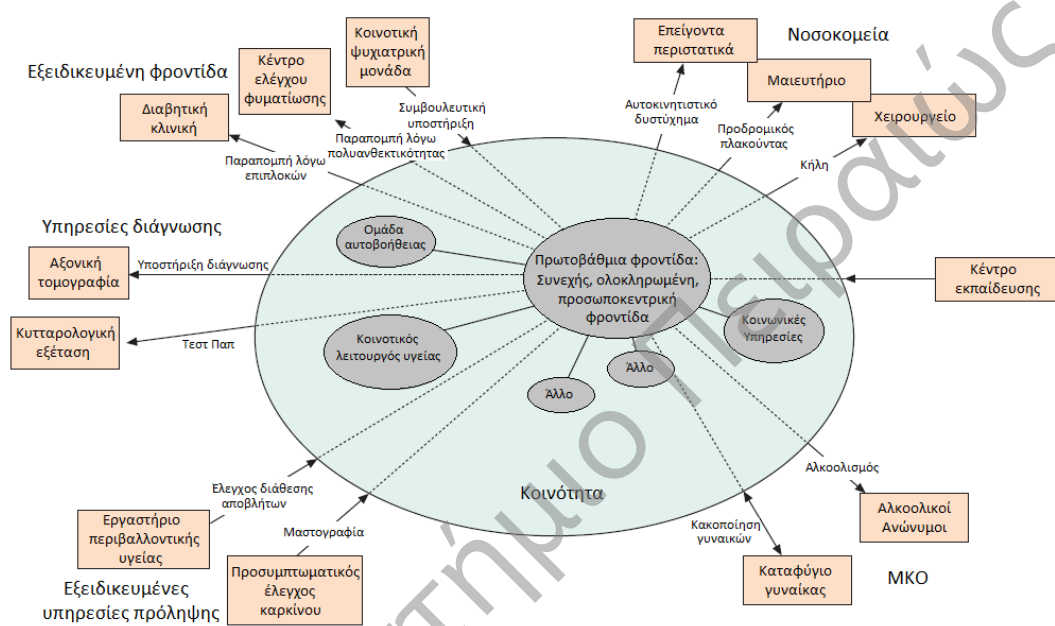 Κοινοτική
ψυχιατρική
μονάδα
Επείγοντα
περιστατικά
Νοσοκομεία
Εξειδικευμένη φροντίδα
Κέντρο
ελέγχου
φυματίωσης
Μαιευτήριο
Διαβητική
κλινική
Χειρουργείο
Συμβουλευτική
υποστήριξη
Αυτοκινητιστικό
δυστύχημα
Παραπομπή λόγω
πολυανθεκτικότητας
Προδρομικός
πλακούντας
Παραπομπή λόγω
επιπλοκών
Κήλη
Υπηρεσίες διάγνωσης
Ομάδα
αυτοβοήθειας
Πρωτοβάθμια φροντίδα:
Συνεχής, ολοκληρωμένη,
προσωποκεντρική
φροντίδα
Αξονική
τομογραφία
Υποστήριξη διάγνωσης
Κέντρο
εκπαίδευσης
Κυτταρολογική
εξέταση
Τεστ Παπ
Κοινοτικός
λειτουργός υγείας
Κοινωνικές
Υπηρεσίες
Άλλο
Άλλο
Κοινότητα
Έλεγχος διάθεσης
αποβλήτων
Αλκοολισμός
Εργαστήριο
περιβαλλοντικής
υγείας
Μαστογραφία
Κακοποίηση
γυναικών
Αλκοολικοί
Ανώνυμοι
Εξειδικευμένες
υπηρεσίες πρόληψης
Προσυμπτωματικός
έλεγχος
καρκίνου
Καταφύγιο
γυναίκας
ΜΚΟ
στήμιο Πειραιώς